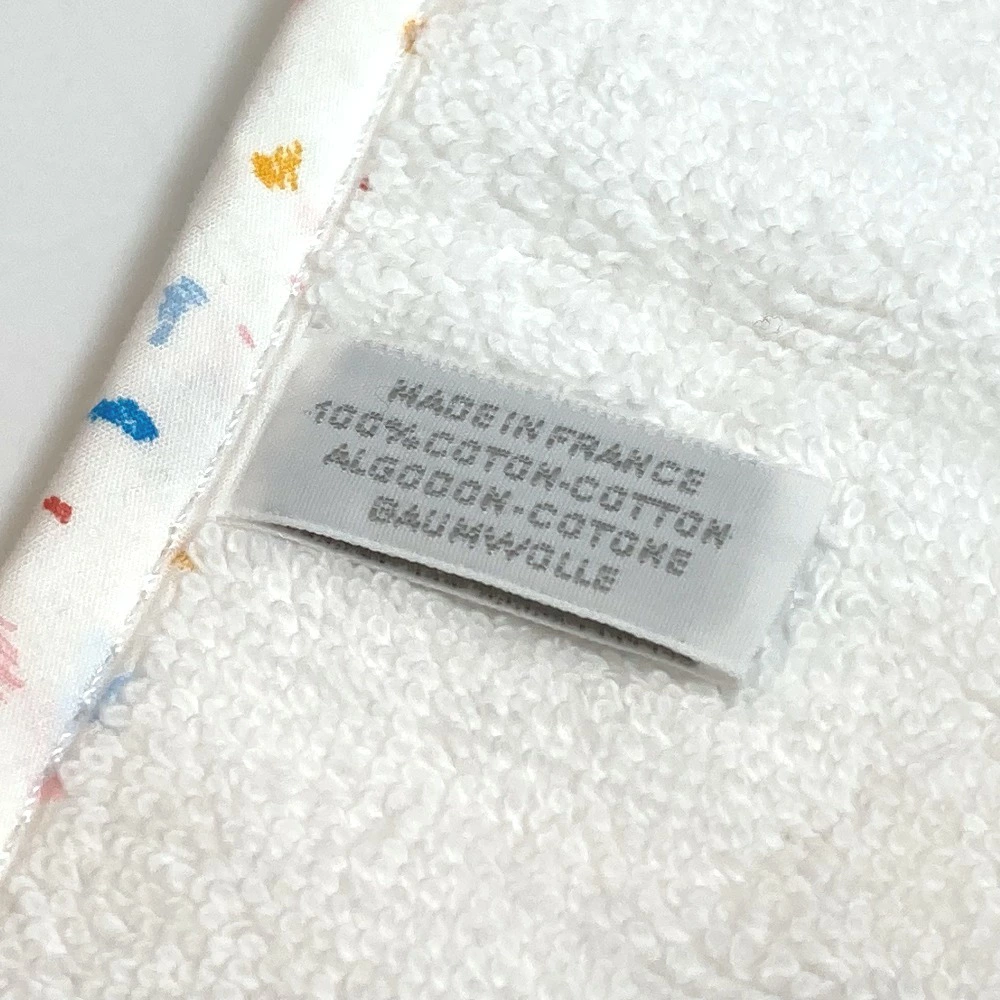 MADE IN FRANCE
100% COTON-COTTON
ALGODON-COTONE
BAUMWOLLE